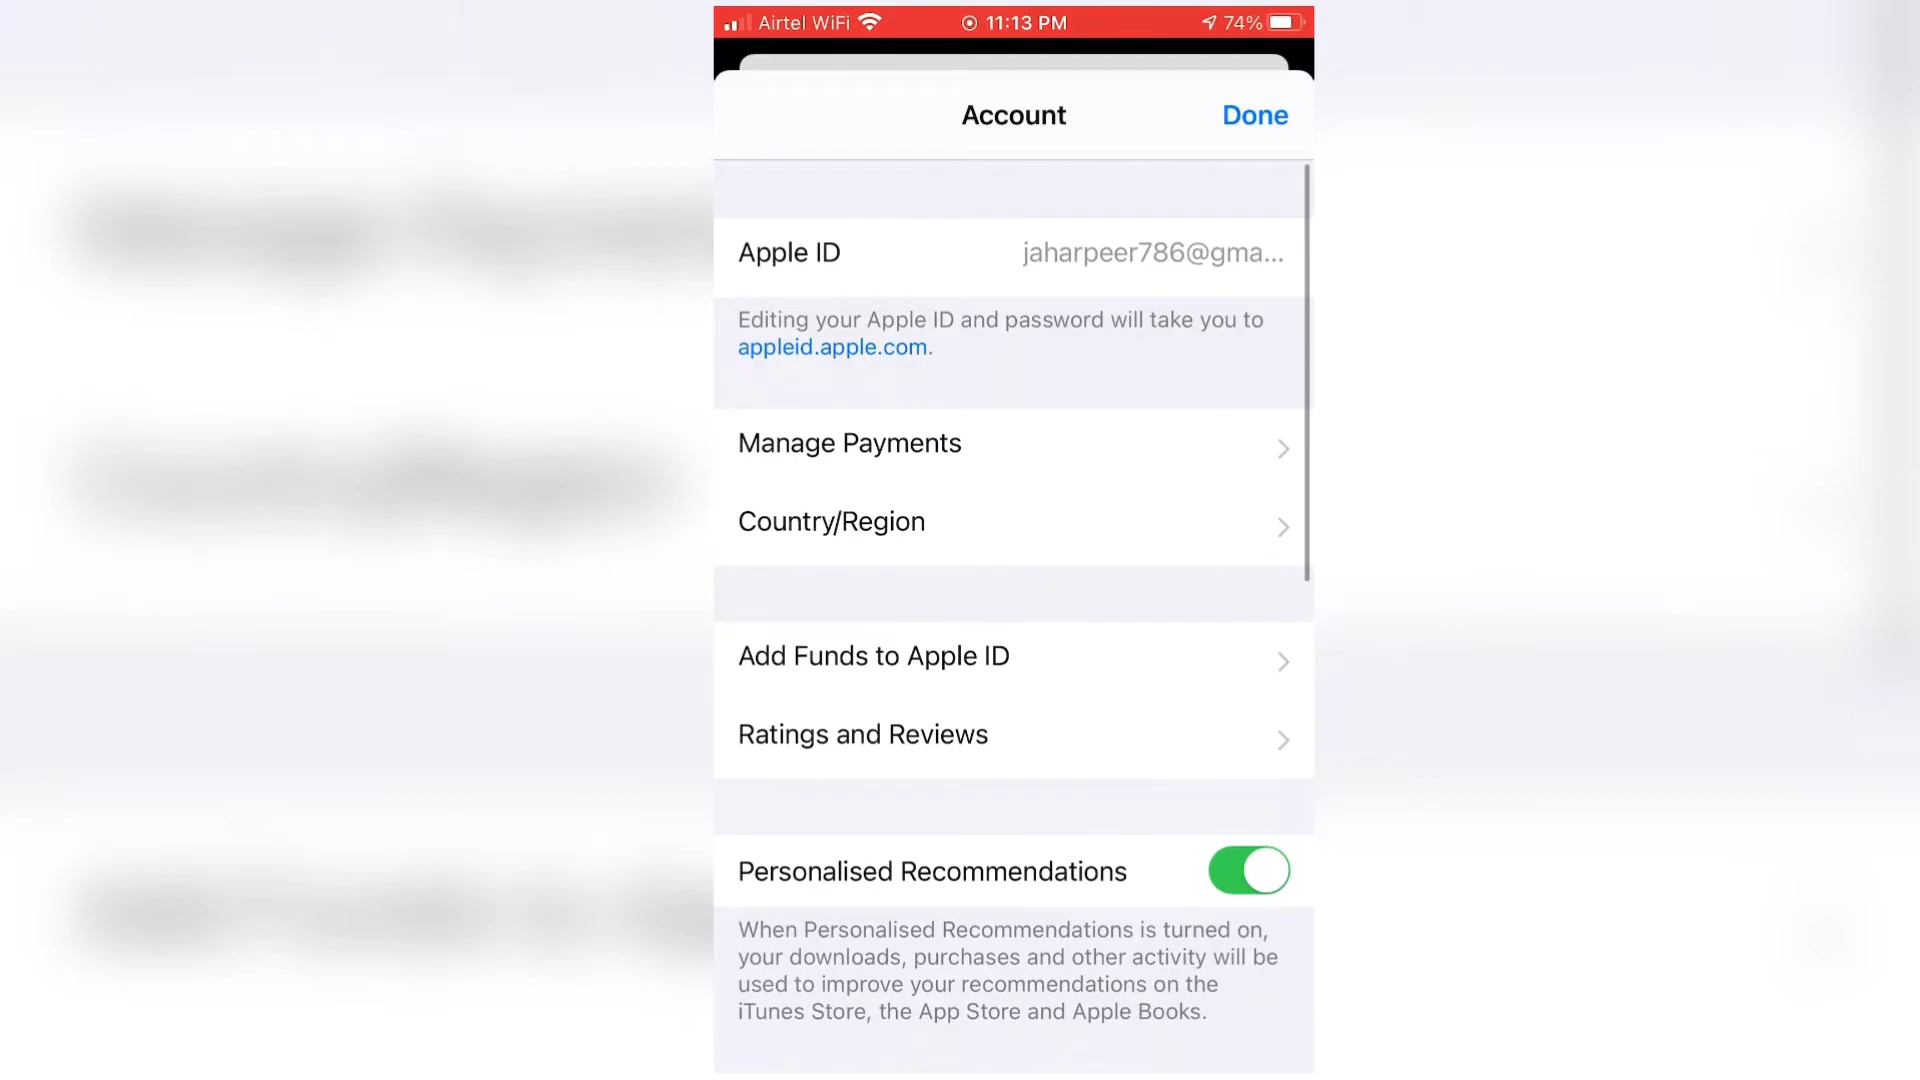 Airtel WiFi 11:13 PM 74%
Account Done
Apple ID jaharpeer786@gma...
Editing your Apple ID and password will take you to
appleid.apple.com.
Manage Payments
Country/Region
Add Funds to Apple ID
Ratings and Reviews
Personalised Recommendations
When Personalised Recommendations is turned on,
your downloads, purchases and other activity will be
used to improve your recommendations on the
iTunes Store, the App Store and Apple Books.